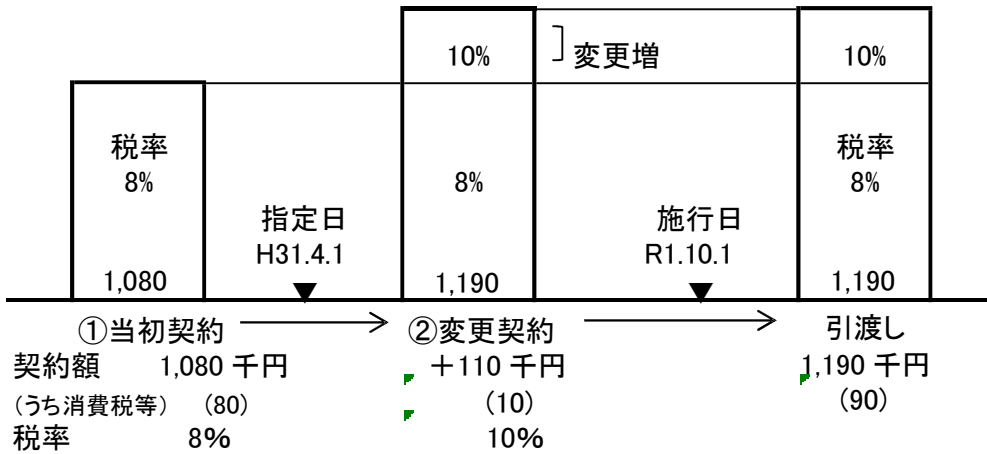 10%
変更増
10%
税率
8%
8%
税率
8%
指定日
H31.4.1
施行日
R1.10.1
1,080
1,190
1,190
①当初契約
②変更契約
引渡し
契約額 1,080 千円
＋110 千円
1,190 千円
(うち消費税等) (80)
(10)
(90)
税率 8%
10%